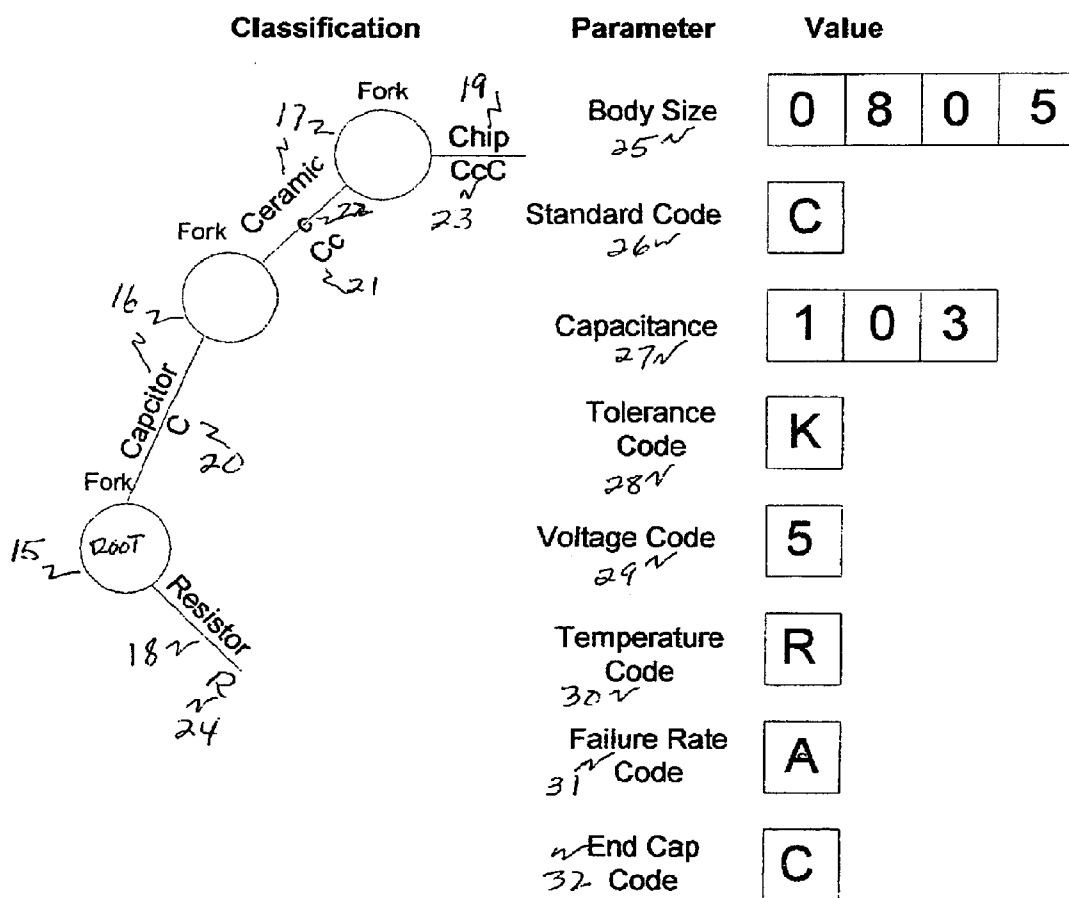 Classification Parameter Value
Fork
17
19
Chip
CcC
23
Ceramic
c 22
Cc
21
Fork
16
Capcitor
C
20
Fork
15
ROOT
Resistor
18
R
24
Body Size
25
0 8 0 5
Standard Code
26
C
Capacitance
27
1 0 3
Tolerance
Code
28
K
Voltage Code
29
5
Temperature
Code
30
R
Failure Rate
Code
31
A
End Cap
Code
32
C